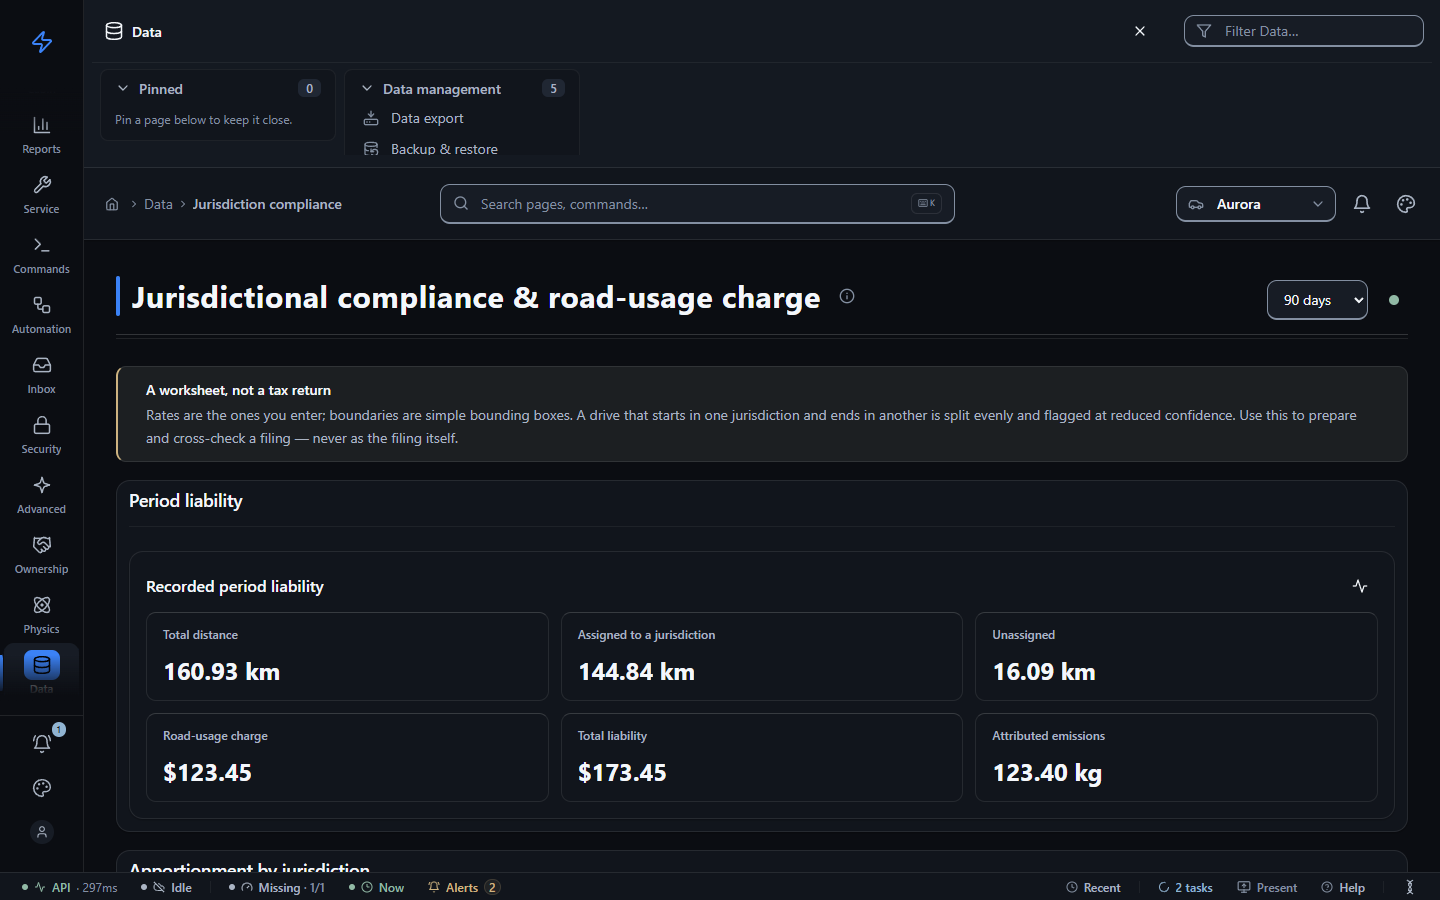 Data
Filter Data...
Pinned
0
Pin a page below to keep it close.
Data management
5
Data export
Backup & restore
Data
Jurisdiction compliance
Search pages, commands...
K
Aurora
Reports
Service
Commands
Automation
Inbox
Security
Advanced
Ownership
Physics
Data
1
Jurisdictional compliance & road-usage charge
90 days
A worksheet, not a tax return
Rates are the ones you enter; boundaries are simple bounding boxes. A drive that starts in one jurisdiction and ends in another is split evenly and flagged at reduced confidence. Use this to prepare
and cross-check a filing — never as the filing itself.
Period liability
Recorded period liability
Total distance
160.93 km
Assigned to a jurisdiction
144.84 km
Unassigned
16.09 km
Road-usage charge
$123.45
Total liability
$173.45
Attributed emissions
123.40 kg
Apportionment by jurisdiction
API · 297ms
Idle
Missing · 1/1
Now
Alerts 2
Recent
2 tasks
Present
Help